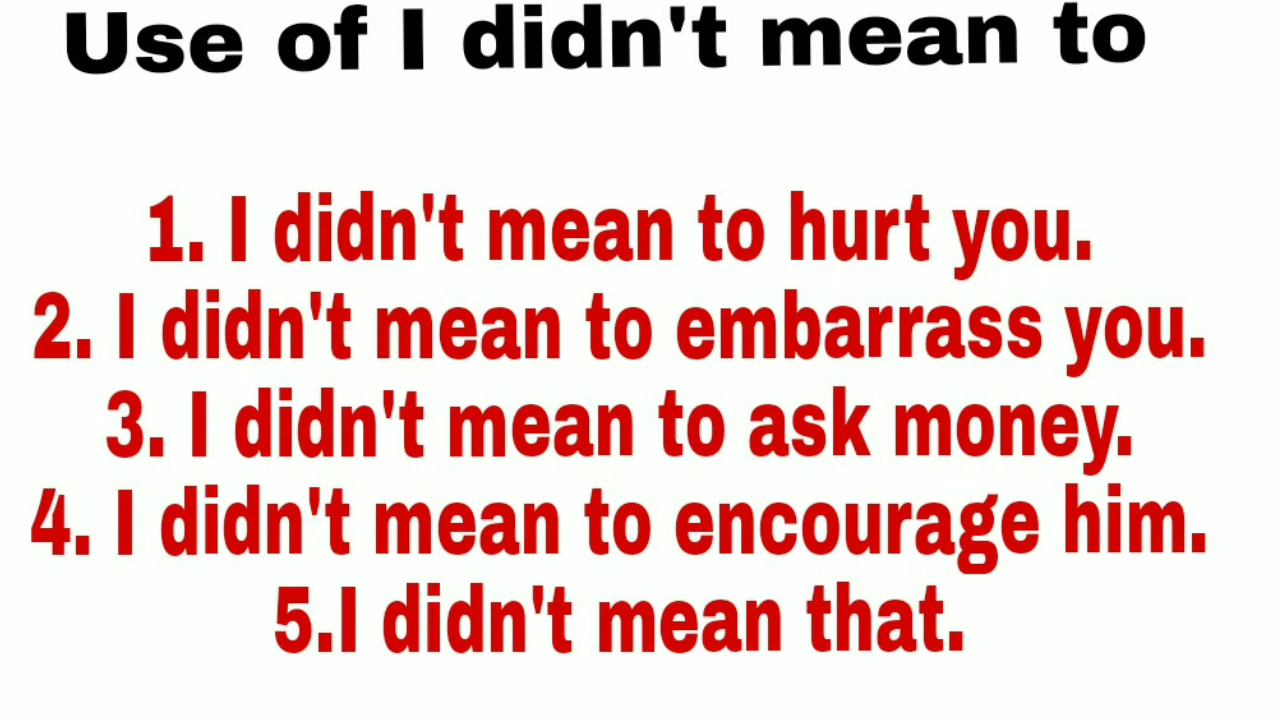 Use of I didn't mean to
1. I didn't mean to hurt you.
2. I didn't mean to embarrass you.
3. I didn't mean to ask money.
4. I didn't mean to encourage him.
5.I didn't mean that.